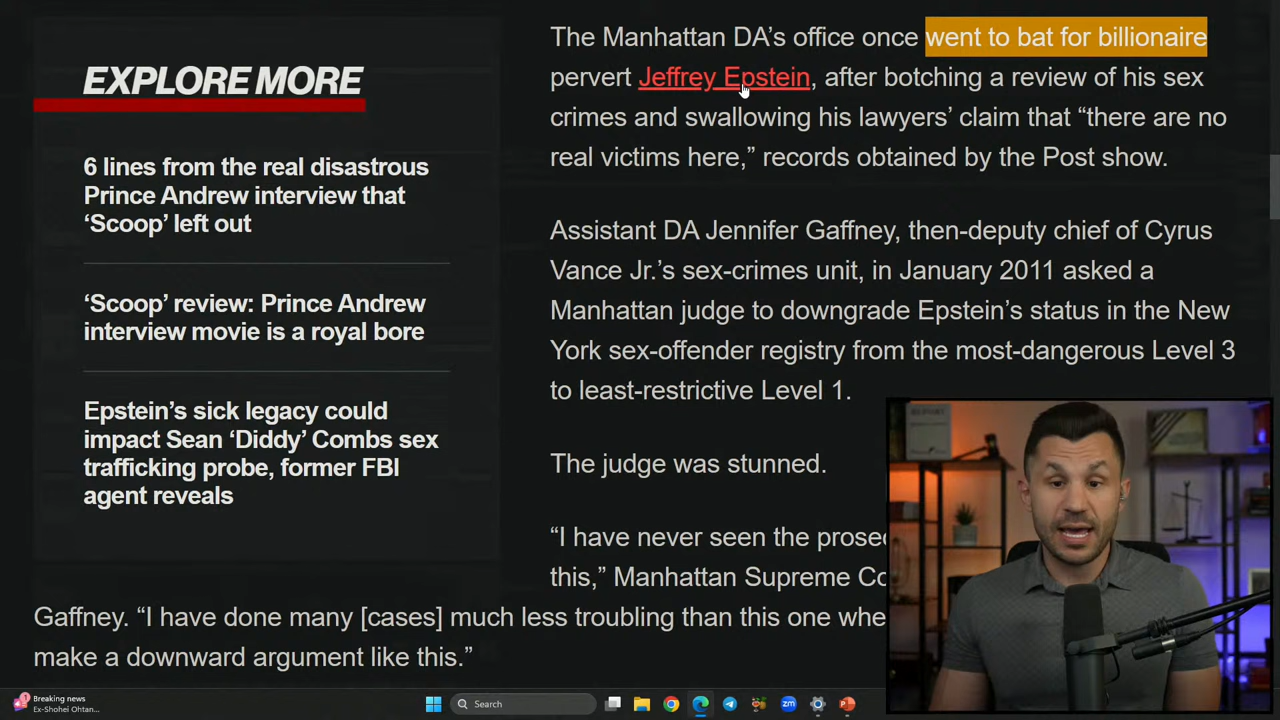 EXPLORE MORE
6 lines from the real disastrous
Prince Andrew interview that
‘Scoop’ left out
‘Scoop’ review: Prince Andrew
interview movie is a royal bore
Epstein’s sick legacy could
impact Sean ‘Diddy’ Combs sex
trafficking probe, former FBI
agent reveals
The Manhattan DA’s office once went to bat for billionaire
pervert Jeffrey Epstein, after botching a review of his sex
crimes and swallowing his lawyers’ claim that “there are no
real victims here,” records obtained by the Post show.
Assistant DA Jennifer Gaffney, then-deputy chief of Cyrus
Vance Jr.’s sex-crimes unit, in January 2011 asked a
Manhattan judge to downgrade Epstein’s status in the New
York sex-offender registry from the most-dangerous Level 3
to least-restrictive Level 1.
The judge was stunned.
“I have never seen the prosec
this,” Manhattan Supreme Co
Gaffney. “I have done many [cases] much less troubling than this one whe
make a downward argument like this.”
1
Breaking news
Ex-Shohei Ohtan...
Search
zm